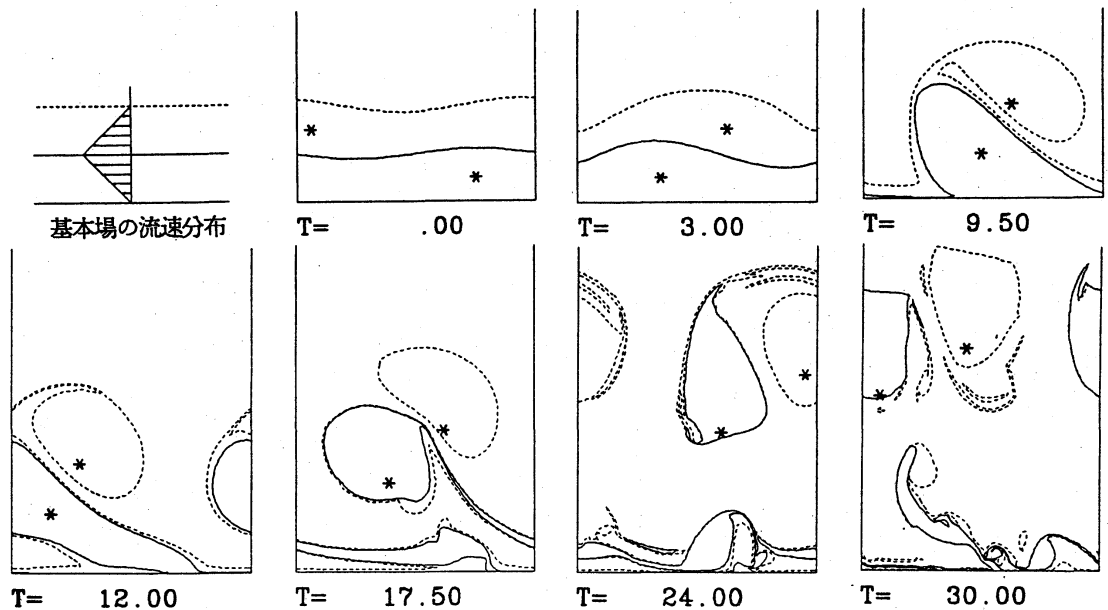 基本場の流速分布
T= .00
T= 3.00
T= 9.50
T= 12.00
T= 17.50
T= 24.00
T= 30.00